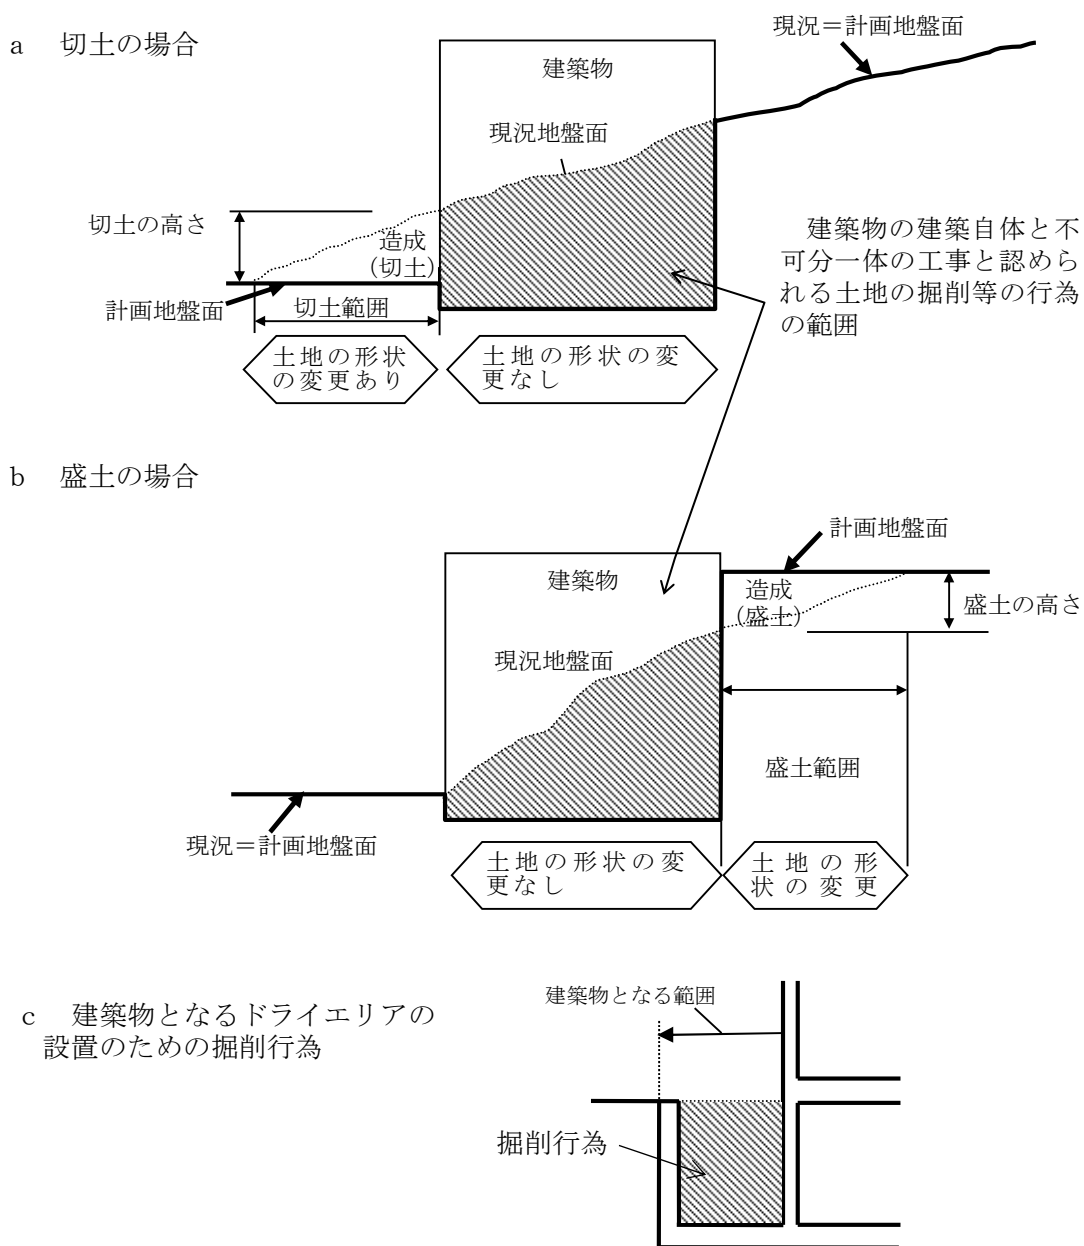 a 切土の場合
現況＝計画地盤面
建築物
現況地盤面
切土の高さ
造成
(切土)
計画地盤面
切土範囲
建築物の建築自体と不
可分一体の工事と認めら
れる土地の掘削等の行為
の範囲
土地の形状
の変更あり
土地の形状の変
更なし
b 盛土の場合
計画地盤面
建築物
造成
(盛土)
盛土の高さ
現況地盤面
盛土範囲
現況＝計画地盤面
土地の形状の変
更なし
土地の形
状の変更
c 建築物となるドライエリアの
設置のための掘削行為
建築物となる範囲
掘削行為